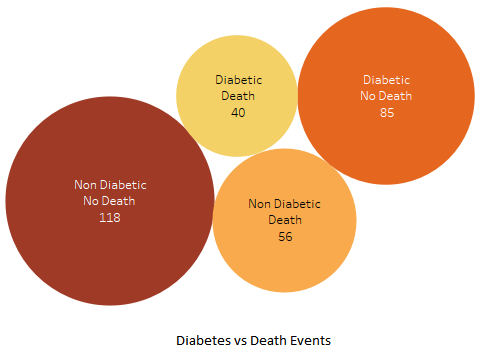 Diabetic
Death
40
Diabetic
No Death
85
Non Diabetic
No Death
118
Non Diabetic
Death
56
Diabetes vs Death Events